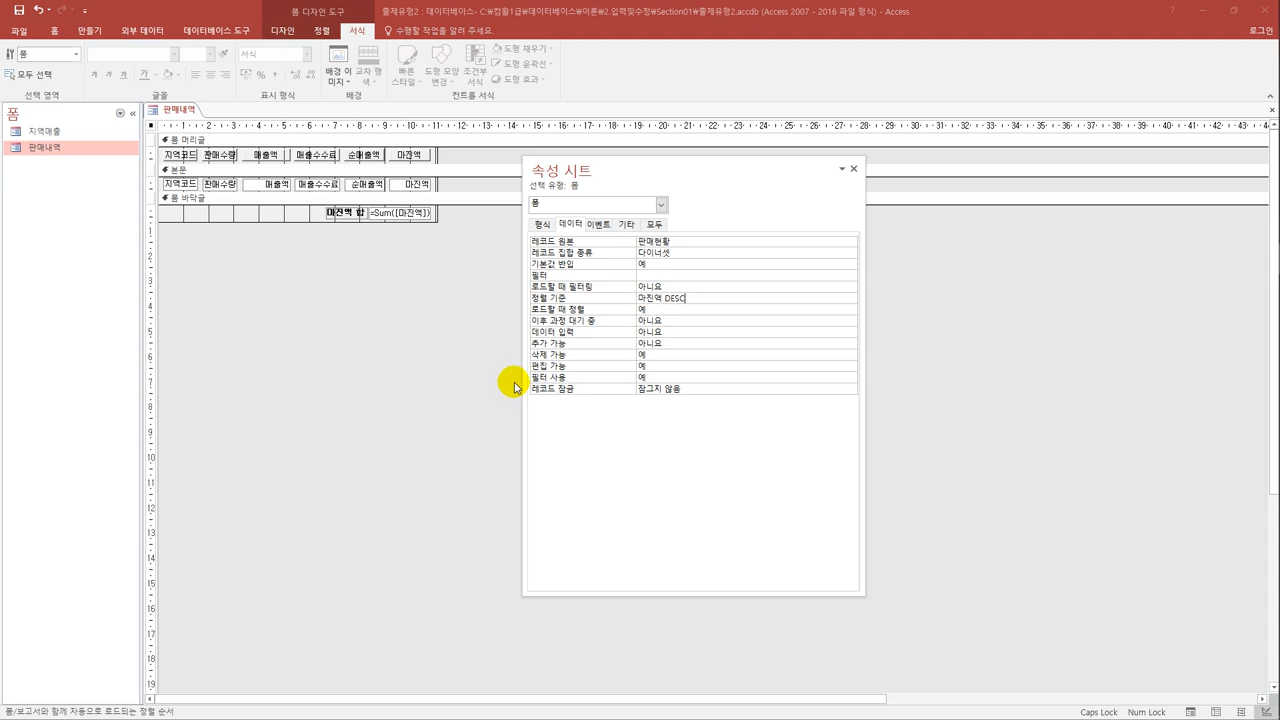 폼 디자인 도구
출제유형2 : 데이터베이스- C:₩컴활1급₩데이터베이스₩이론₩2.입력및수정₩Section01₩출제유형2.accdb (Access 2007 - 2016 파일 형식) - Access
파일 홈 만들기 외부 데이터 데이터베이스 도구 디자인 정렬 서식 수행할 작업을 알려 주세요. 로그인
폼 서식 도형 채우기
모두 선택 가 가 가 가 배경 이미지 교차 행 색 빠른 스타일 도형 모양 변경 조건부 서식 도형 윤곽선
도형 효과
선택 영역 글꼴 표시 형식 배경 컨트롤 서식
폼 판매내역
지역매출
판매내역
폼 머리글
지역코드 판매수량 매출액 매출수수료 순매출액 마진액
본문
지역코드 판매수량 매출액 매출수수료 순매출액 마진액
폼 바닥글
마진액 합 =Sum([마진액])
속성 시트
선택 유형: 폼
폼
형식 데이터 이벤트 기타 모두
레코드 원본 판매현황
레코드 집합 종류 다이너셋
기본값 반입 예
필터
로드할 때 필터링 아니요
정렬 기준 마진액 DESC
로드할 때 정렬 예
이후 과정 대기 중 아니요
데이터 입력 아니요
추가 가능 아니요
삭제 가능 예
편집 가능 예
필터 사용 예
레코드 잠금 잠그지 않음
폼/보고서와 함께 자동으로 로드되는 정렬 순서 Caps Lock Num Lock